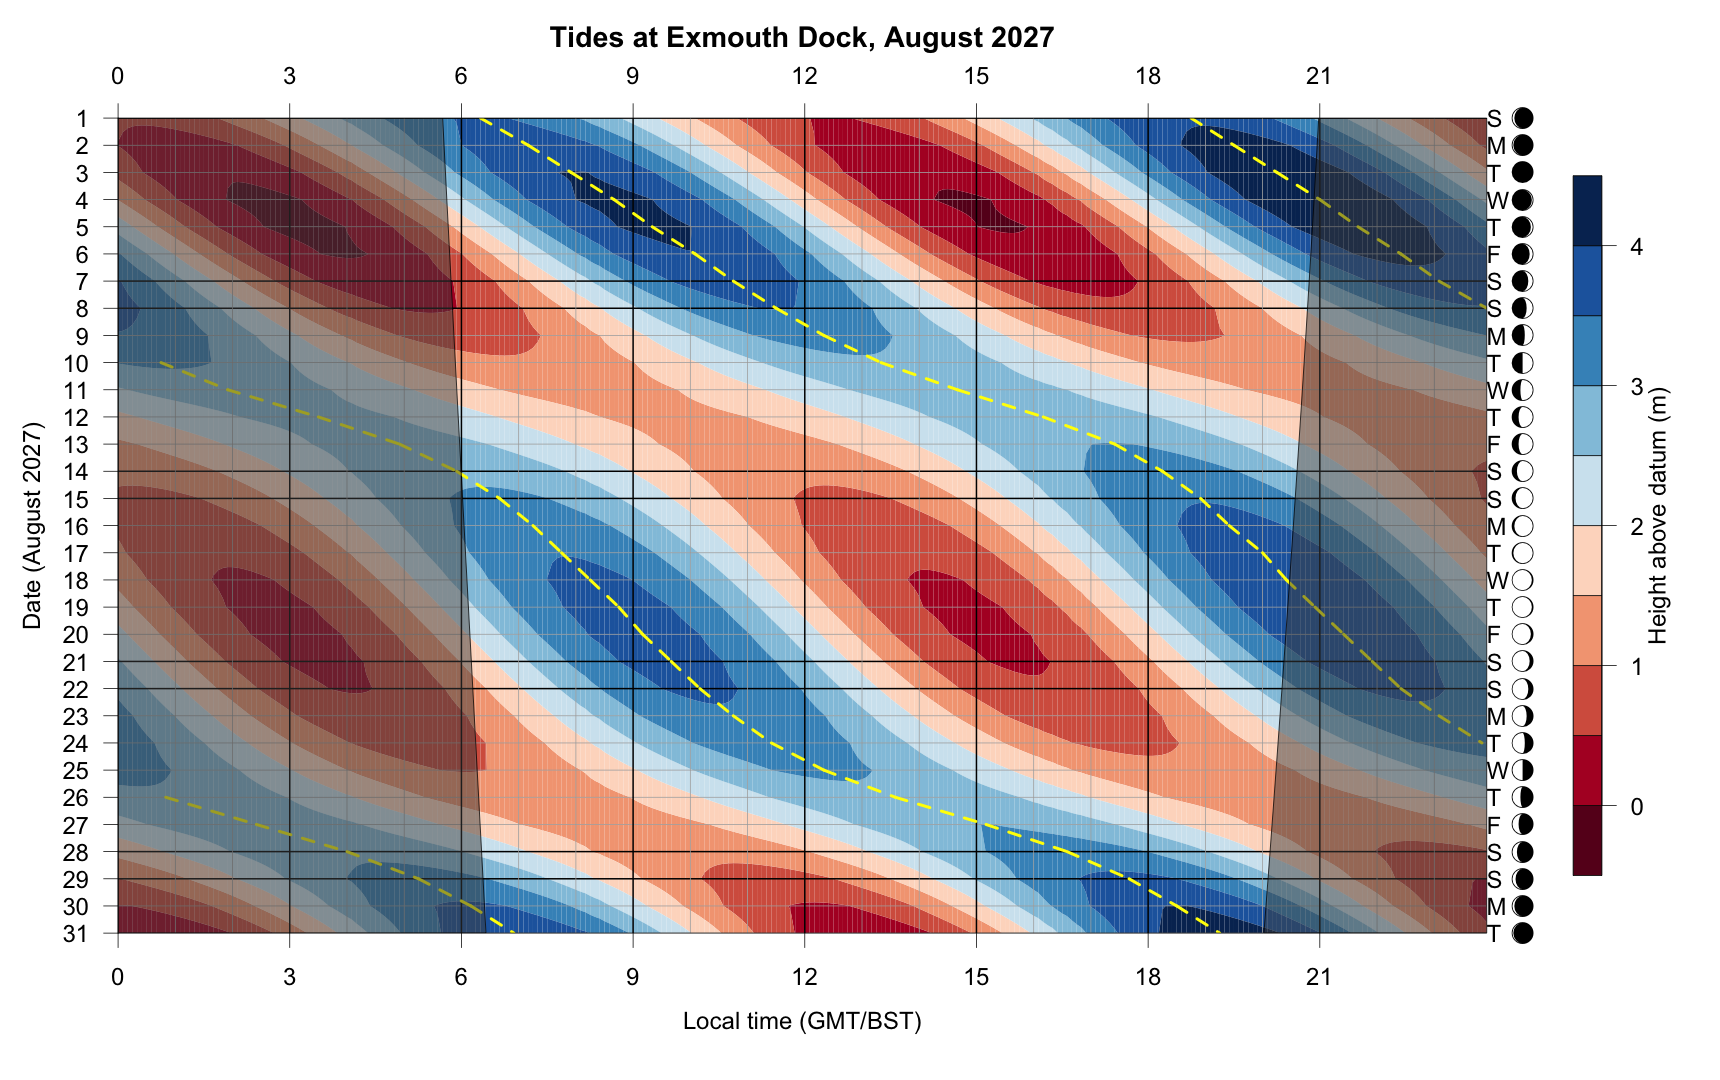 Tides at Exmouth Dock, August 2027
0 3 6 9 12 15 18 21
1 S
2 M
3 T
4 W
5 T
6 F
7 S
8 S
9 M
10 T
11 W
12 T
13 F
14 S
15 S
16 M
17 T
18 W
19 T
20 F
21 S
22 S
23 M
24 T
25 W
26 T
27 F
28 S
29 S
30 M
31 T
0 3 6 9 12 15 18 21
Local time (GMT/BST)
Date (August 2027)
4
3
2
1
0
Height above datum (m)